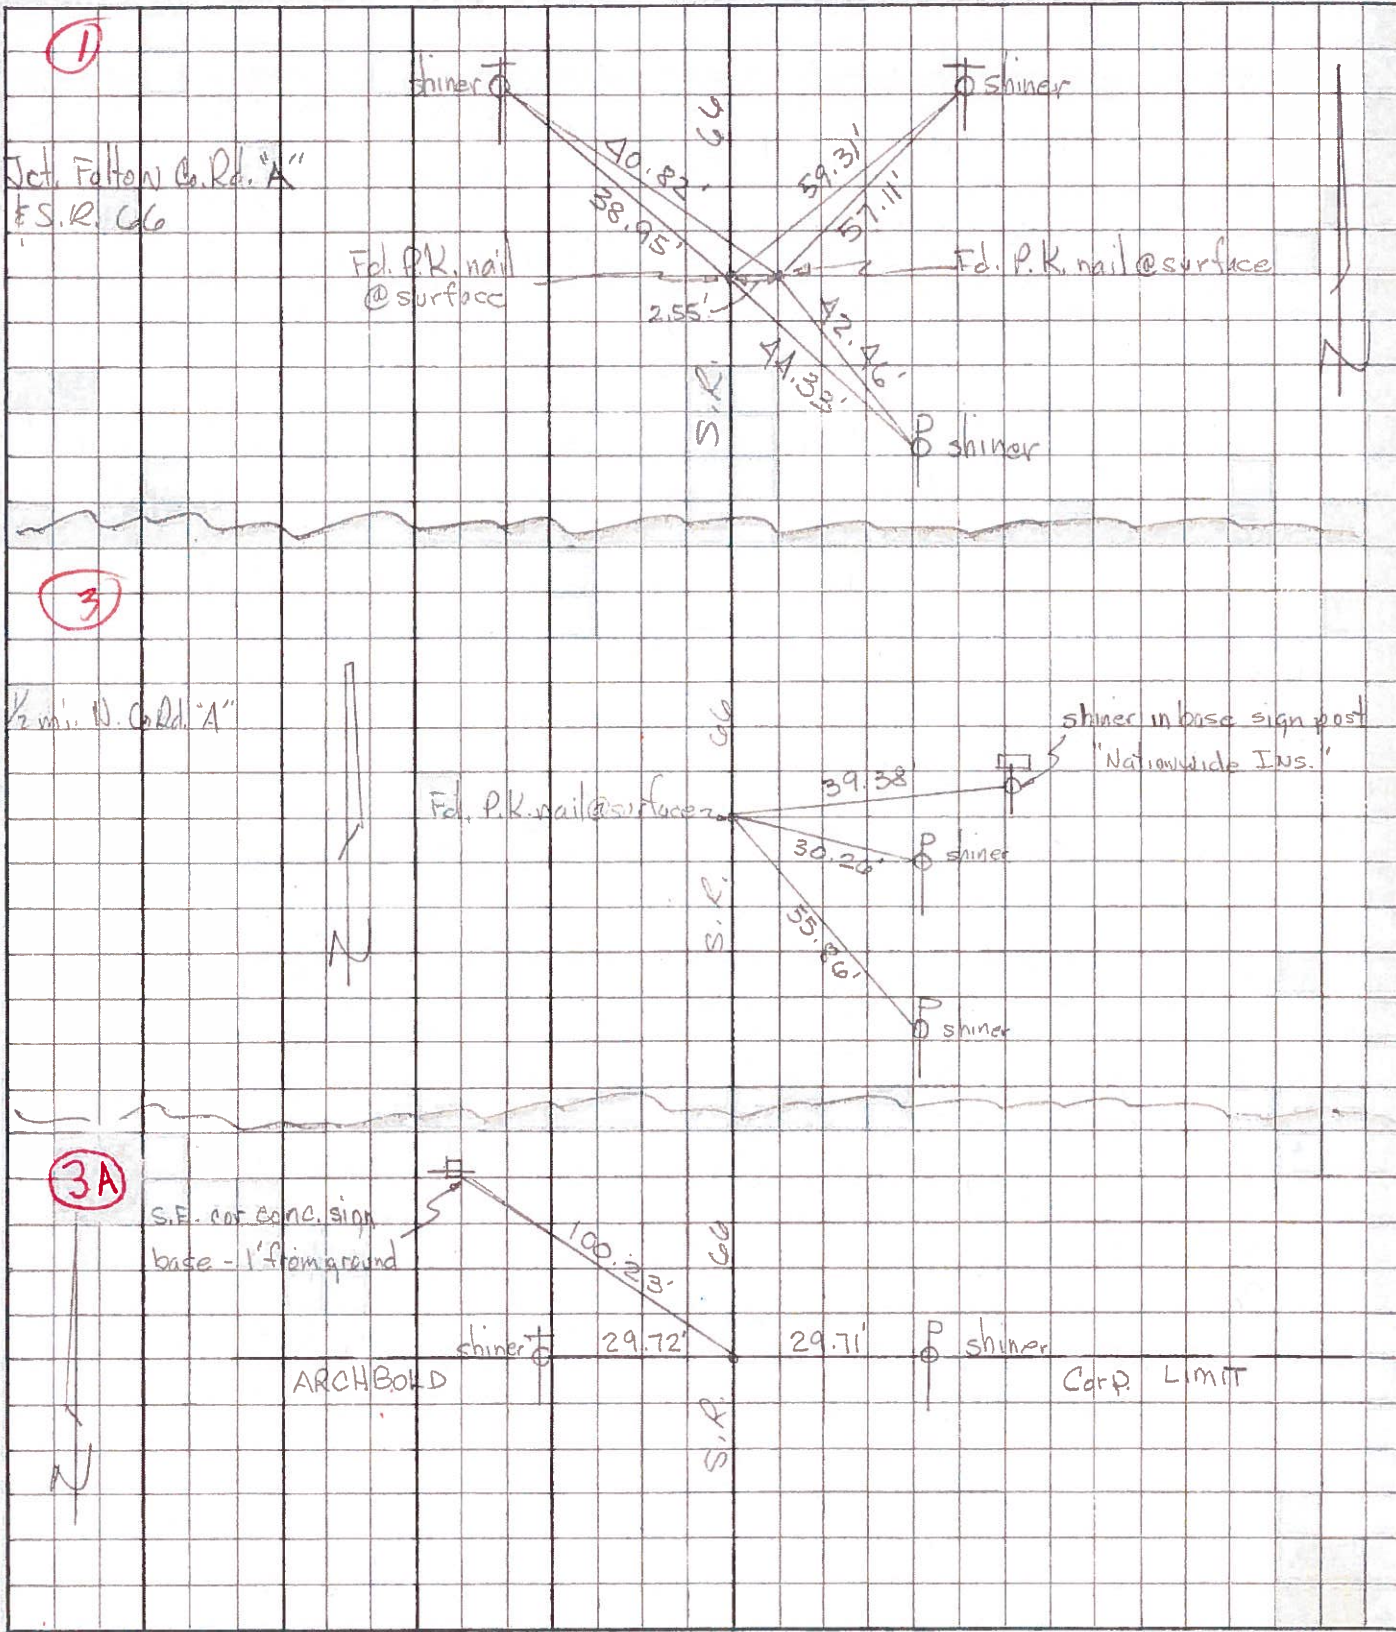 1
shiner
shiner
66
Jct. Fulton Co. Rd. "A"
& S.R. 66
40.82'
38.95'
59.31'
57.11'
Fd. P.K. nail
@ surface
Fd. P.K. nail @ surface
2.55'
42.46'
44.33'
S.R.
N
shiner
3
1/2 mi. N. Co. Rd. "A"
66
shiner in base sign post
"Nationwide Ins."
39.38'
Fd. P.K. nail @ surface
30.26'
shiner
S.R.
55.86'
N
shiner
3A
S.E. cor conc. sign
base - 1' from ground
100.23'
66
shiner
29.72'
29.71'
shiner
ARCHBOLD
Corp. LIMIT
S.R.
N